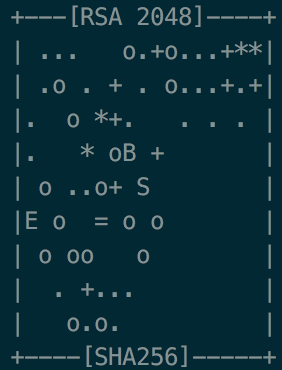 +---[RSA 2048]----+
| ...   o.+o...+**|
| .o . + . o...+.+|
|.  o *+.   . . . |
|.   * oB +       |
| o ..o+ S        |
|E o  = o o       |
| o oo   o        |
|  . +...         |
|   o.o.          |
+----[SHA256]-----+